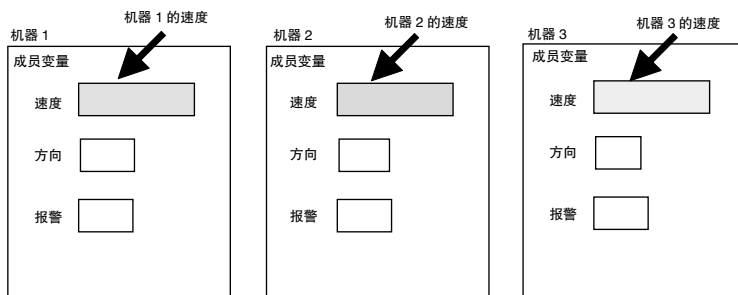 机器 1 的速度
机器 1
成员变量
速度
方向
报警
机器 2 的速度
机器 2
成员变量
速度
方向
报警
机器 3 的速度
机器 3
成员变量
速度
方向
报警